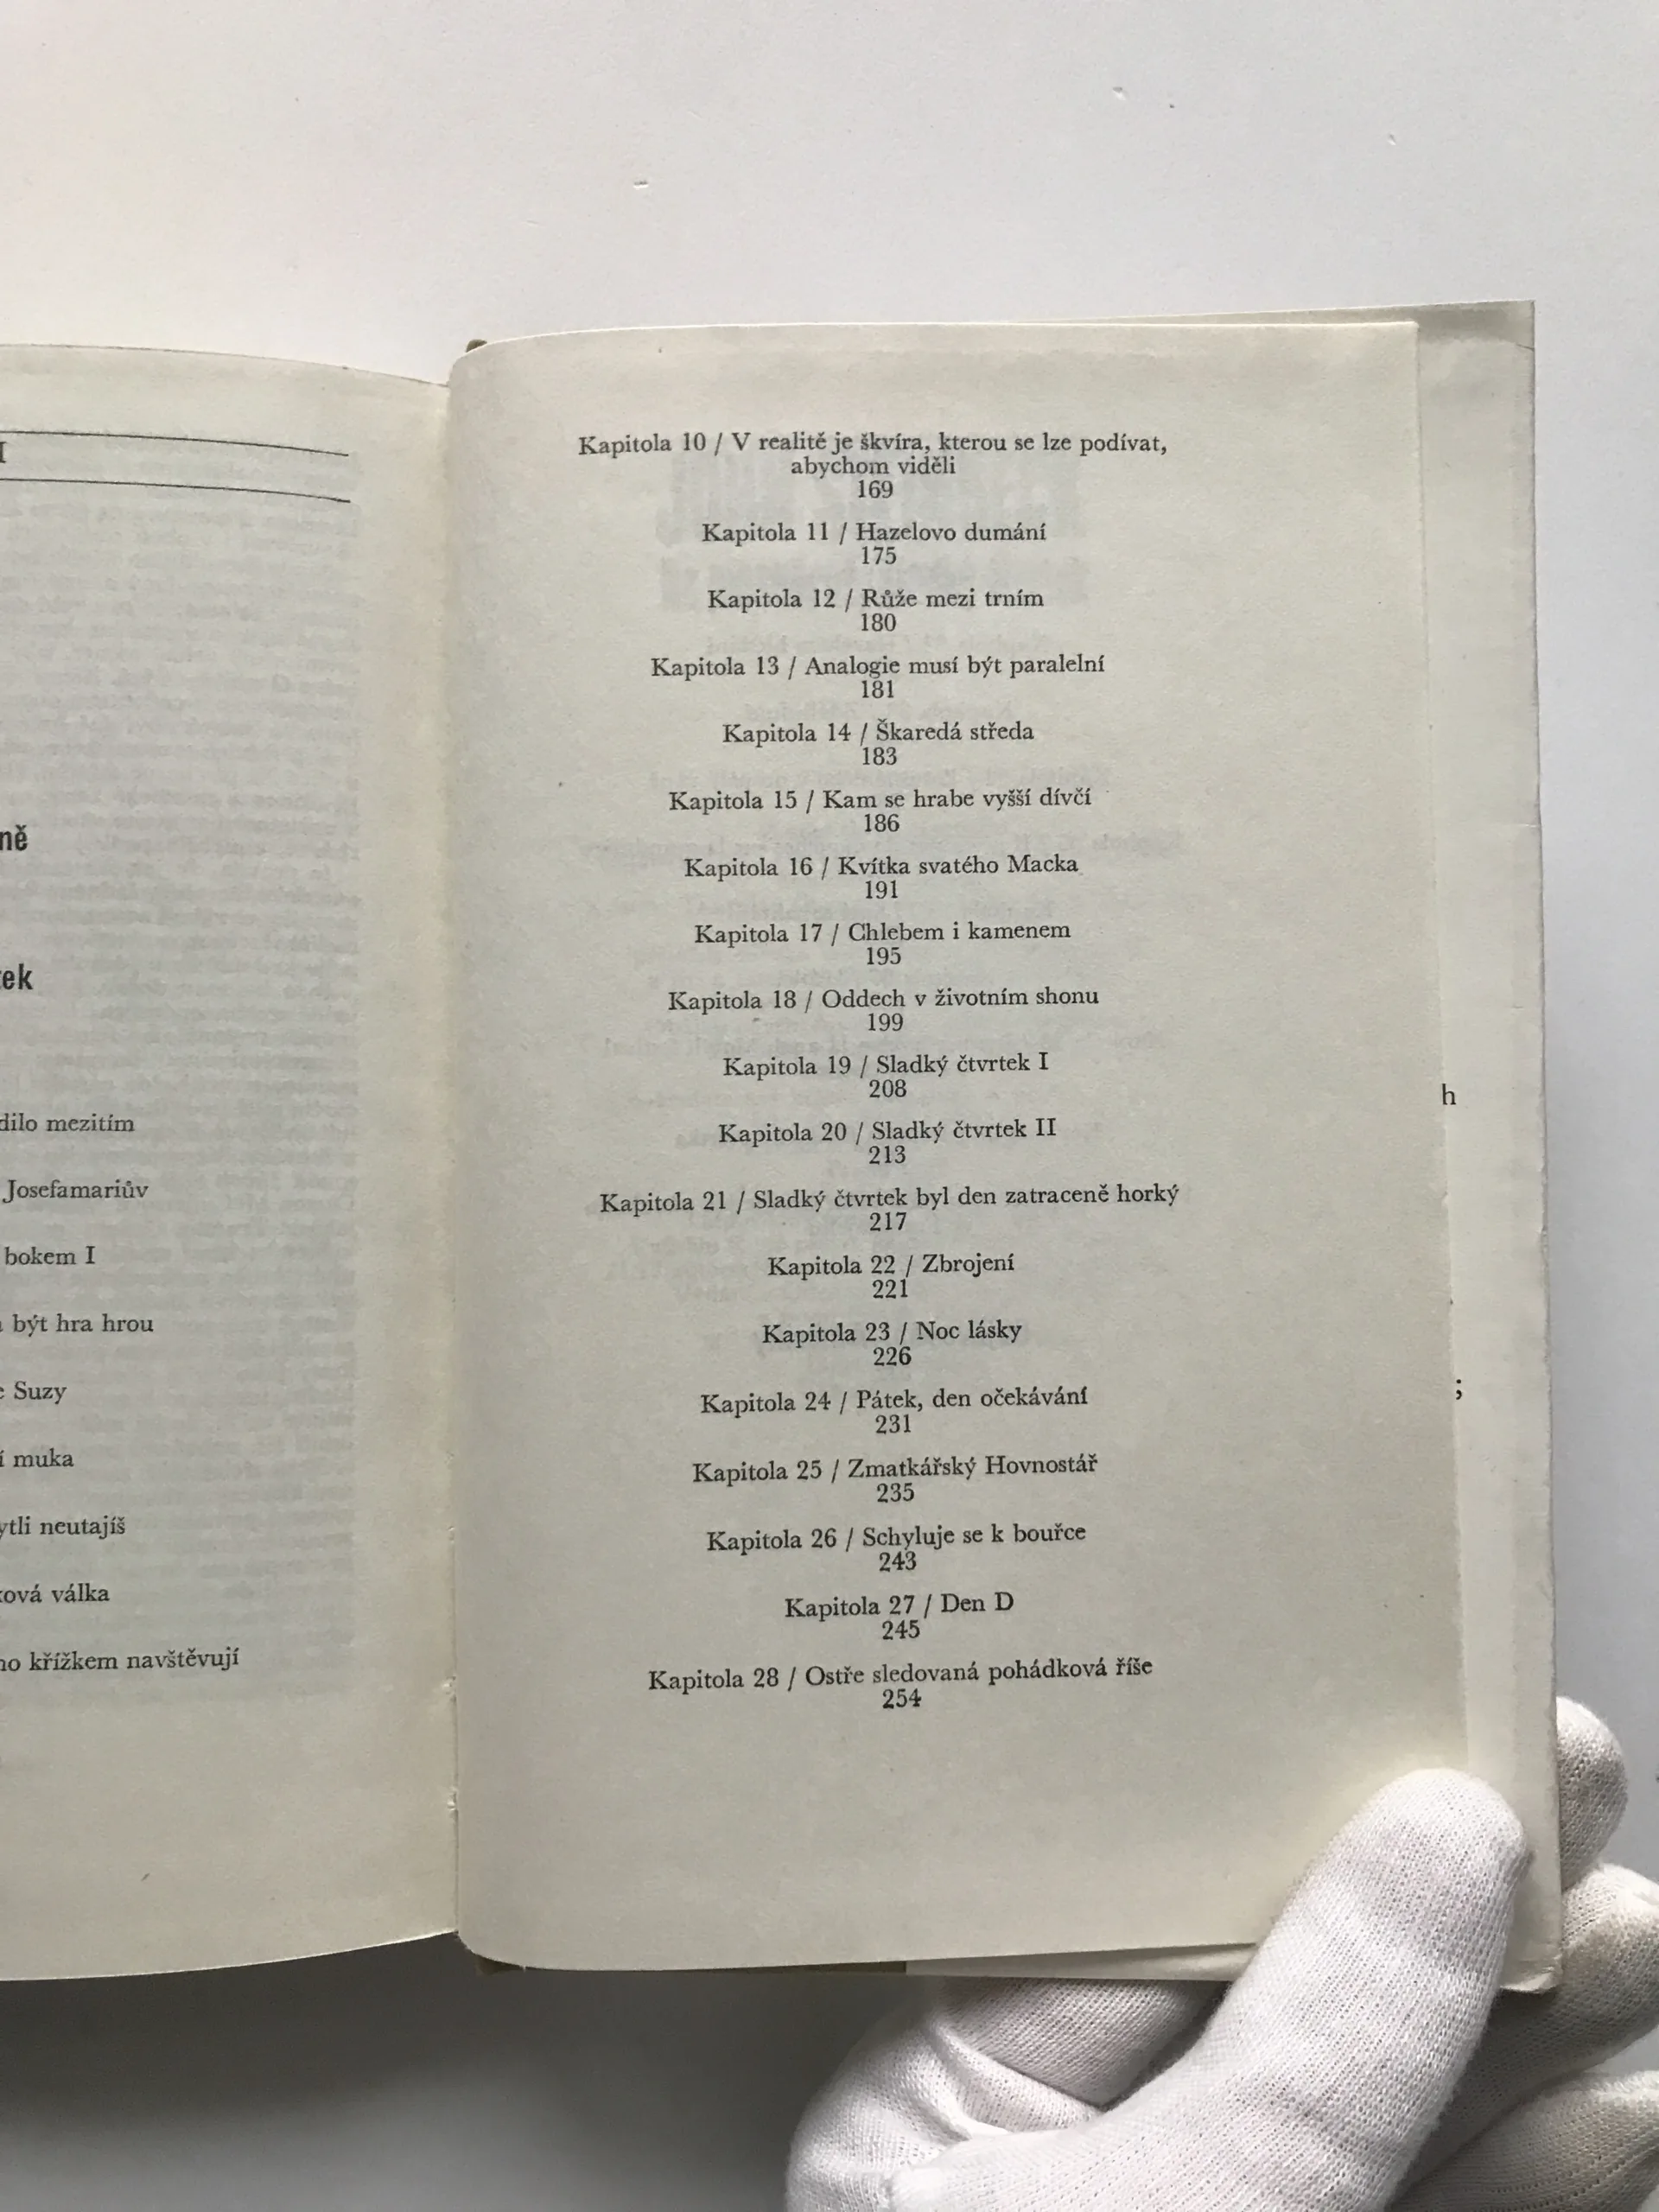 I
ně
tek
dilo mezitím
Josefamariův
bokem I
být hra hrou
Suzy
í muka
ytli neutajíš
ková válka
ho křížkem navštěvují
Kapitola 10 / V realitě je škvíra, kterou se lze podívat,
abychom viděli
169
Kapitola 11 / Hazelovo dumání
175
Kapitola 12 / Růže mezi trním
180
Kapitola 13 / Analogie musí být paralelní
181
Kapitola 14 / Škaredá středa
183
Kapitola 15 / Kam se hrabe vyšší dívčí
186
Kapitola 16 / Kvítka svatého Macka
191
Kapitola 17 / Chlebem i kamenem
195
Kapitola 18 / Oddech v životním shonu
199
Kapitola 19 / Sladký čtvrtek I
208
Kapitola 20 / Sladký čtvrtek II
213
Kapitola 21 / Sladký čtvrtek byl den zatraceně horký
217
Kapitola 22 / Zbrojení
221
Kapitola 23 / Noc lásky
226
Kapitola 24 / Pátek, den očekávání
231
Kapitola 25 / Zmatkářský Hovnostář
235
Kapitola 26 / Schyluje se k bouřce
243
Kapitola 27 / Den D
245
Kapitola 28 / Ostře sledovaná pohádková říše
254
h
;